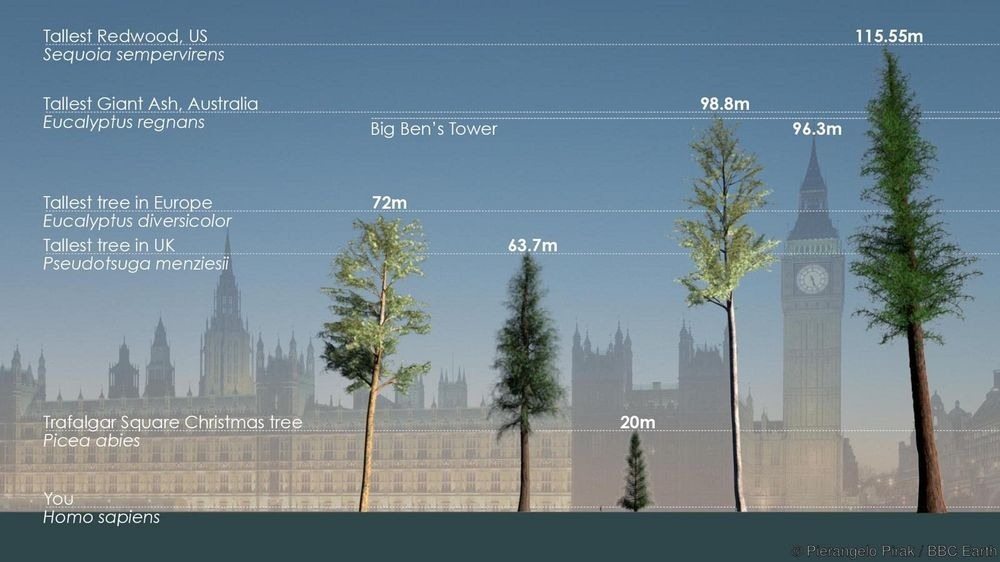 Tallest Redwood, US
115.55m
Sequoia sempervirens
Tallest Giant Ash, Australia
98.8m
Eucalyptus regnans
Big Ben's Tower
96.3m
Tallest tree in Europe
72m
Eucalyptus diversicolor
Tallest tree in UK
63.7m
Pseudotsuga menziesii
Trafalgar Square Christmas tree
20m
Picea abies
You
Homo sapiens
© Pierangelo Pirak / BBC Earth